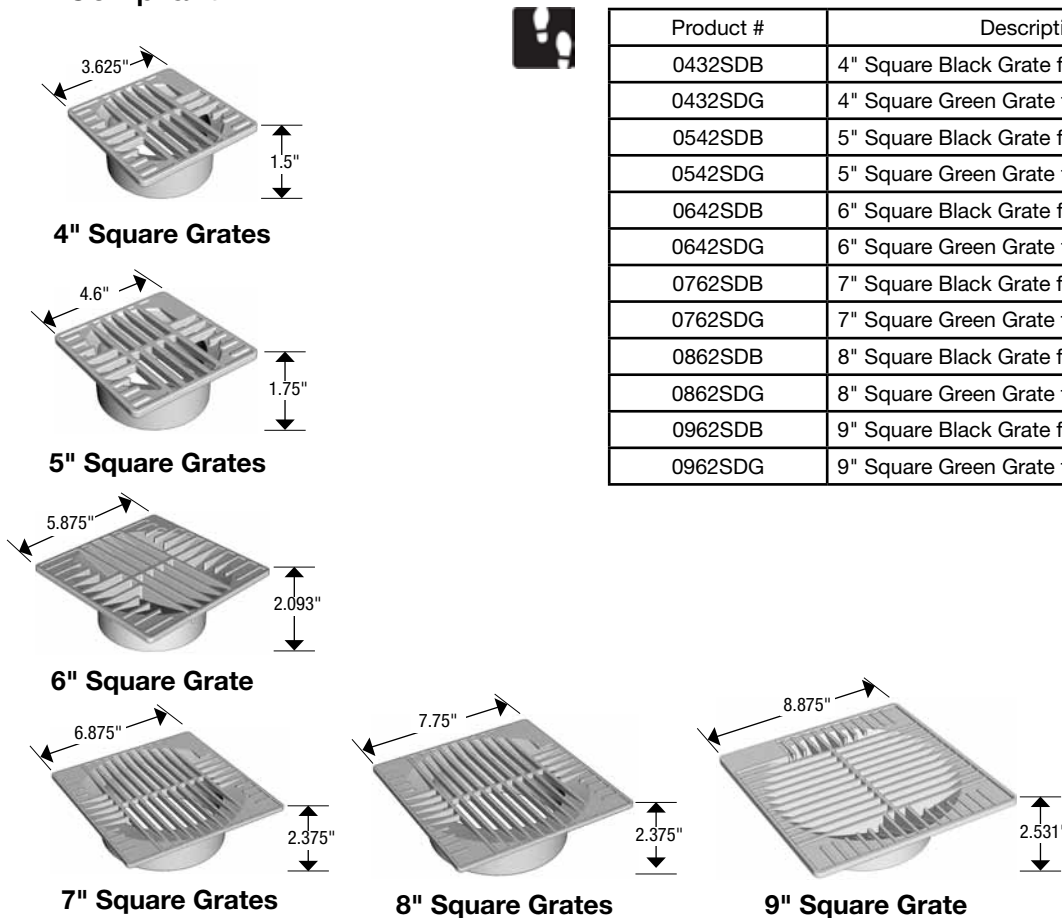 Product #
0432SDB 4" Square Black Grate
0432SDG 4" Square Green Grate
0542SDB 5" Square Black Grate
0542SDG 5" Square Green Grate
0642SDB 6" Square Black Grate
0642SDG 6" Square Green Grate
0762SDB 7" Square Black Grate
0762SDG 7" Square Green Grate
0862SDB 8" Square Black Grate
0862SDG 8" Square Green Grate
0962SDB 9" Square Black Grate
0962SDG 9" Square Green Grate
3.625"
1.5"
4" Square Grates
4.6"
1.75"
5" Square Grates
5.875"
2.093"
6" Square Grate
6.875"
2.375"
7" Square Grates
7.75"
2.375"
8" Square Grates
8.875"
2.531"
9" Square Grate